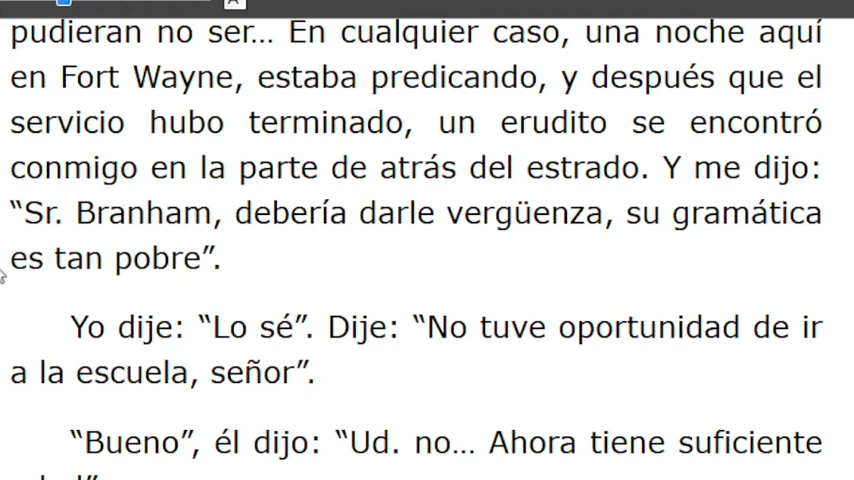 pudieran no ser... En cualquier caso, una noche aquí
en Fort Wayne, estaba predicando, y después que el
servicio hubo terminado, un erudito se encontró
conmigo en la parte de atrás del estrado. Y me dijo:
“Sr. Branham, debería darle vergüenza, su gramática
es tan pobre”.
Yo dije: “Lo sé”. Dije: “No tuve oportunidad de ir
a la escuela, señor”.
“Bueno”, él dijo: “Ud. no... Ahora tiene suficiente